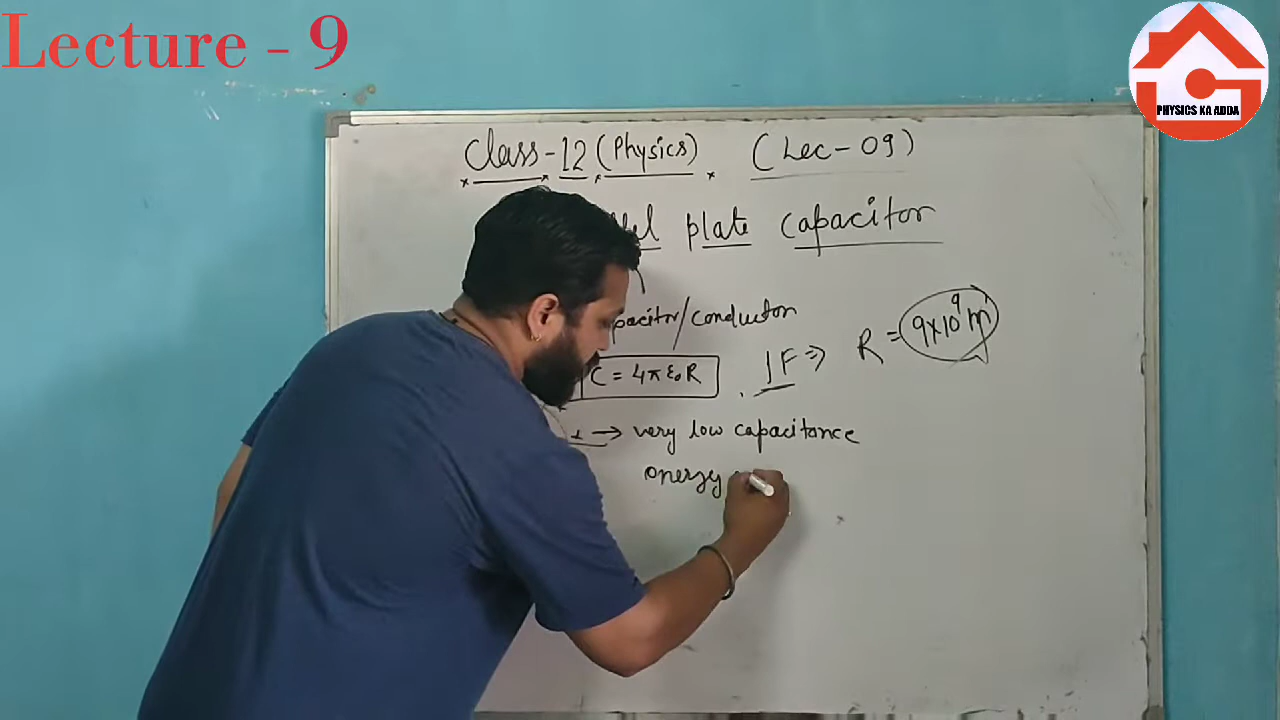 Lecture - 9
PHYSICS KA ADDA
Class-12 (Physics) (Lec-09)
plate capacitor
/conductor
C = 4πε₀R
1F ⇒ R = 9×10⁹ m
→ very low capacitance
energy